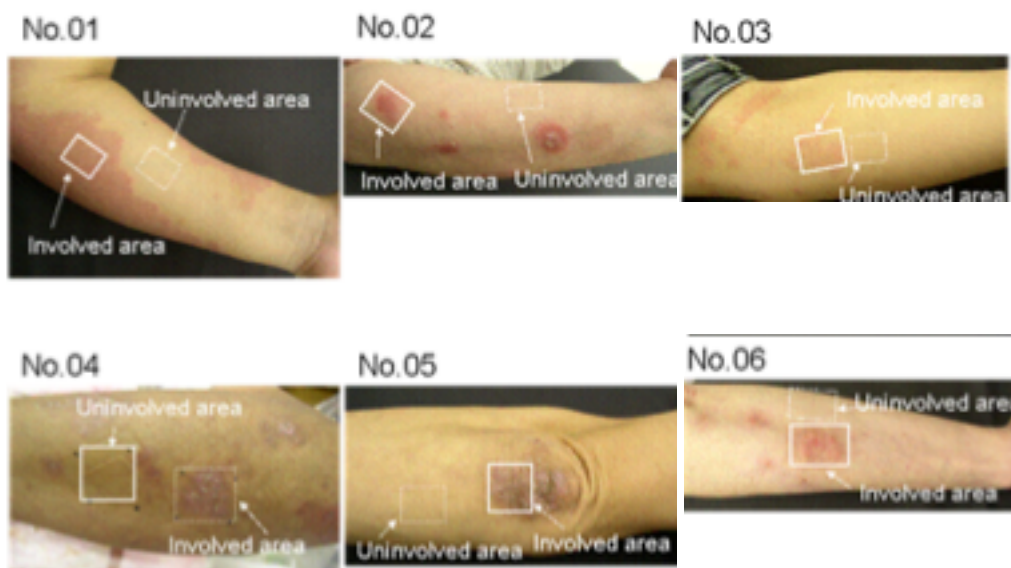 No.01
Uninvolved area
Involved area
No.02
Involved area
Uninvolved area
No.03
Involved area
Uninvolved area
No.04
Uninvolved area
Involved area
No.05
Uninvolved area
Involved area
No.06
Uninvolved are
Involved area